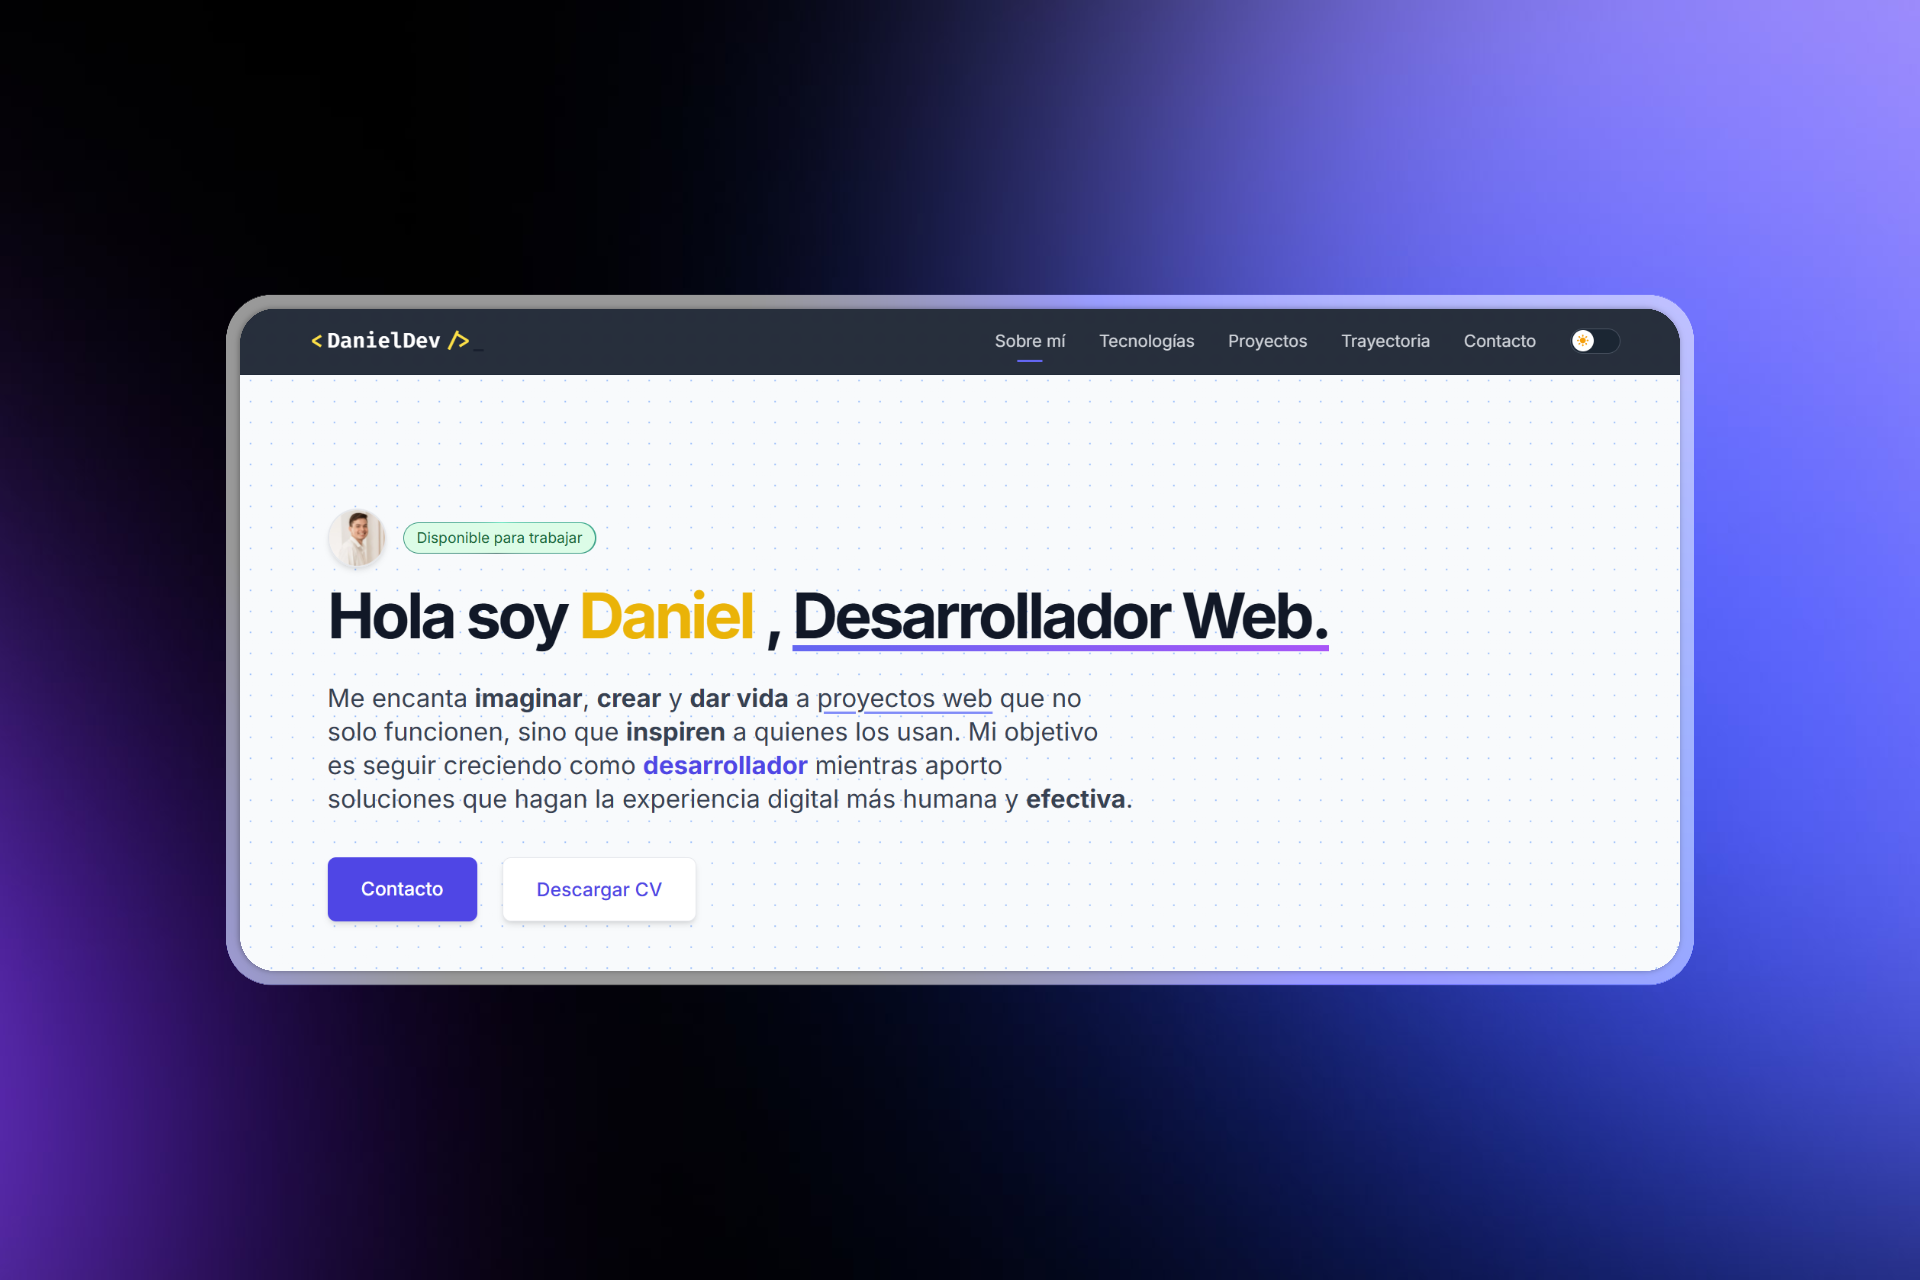 <DanielDev />_
Sobre mí Tecnologías Proyectos Trayectoria Contacto
Disponible para trabajar
Hola soy Daniel , Desarrollador Web.
Me encanta imaginar, crear y dar vida a proyectos web que no
solo funcionen, sino que inspiren a quienes los usan. Mi objetivo
es seguir creciendo como desarrollador mientras aporto
soluciones que hagan la experiencia digital más humana y efectiva.
Contacto Descargar CV